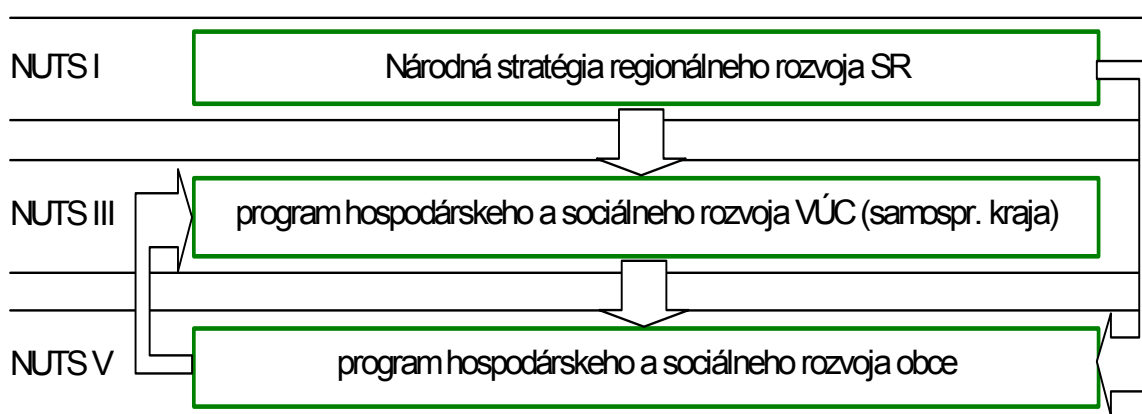 NUTS I
Národná stratégia regionálneho rozvoja SR
NUTS III
program hospodárskeho a sociálneho rozvoja VÚC (samospr. kraja)
NUTS V
program hospodárskeho a sociálneho rozvoja obce